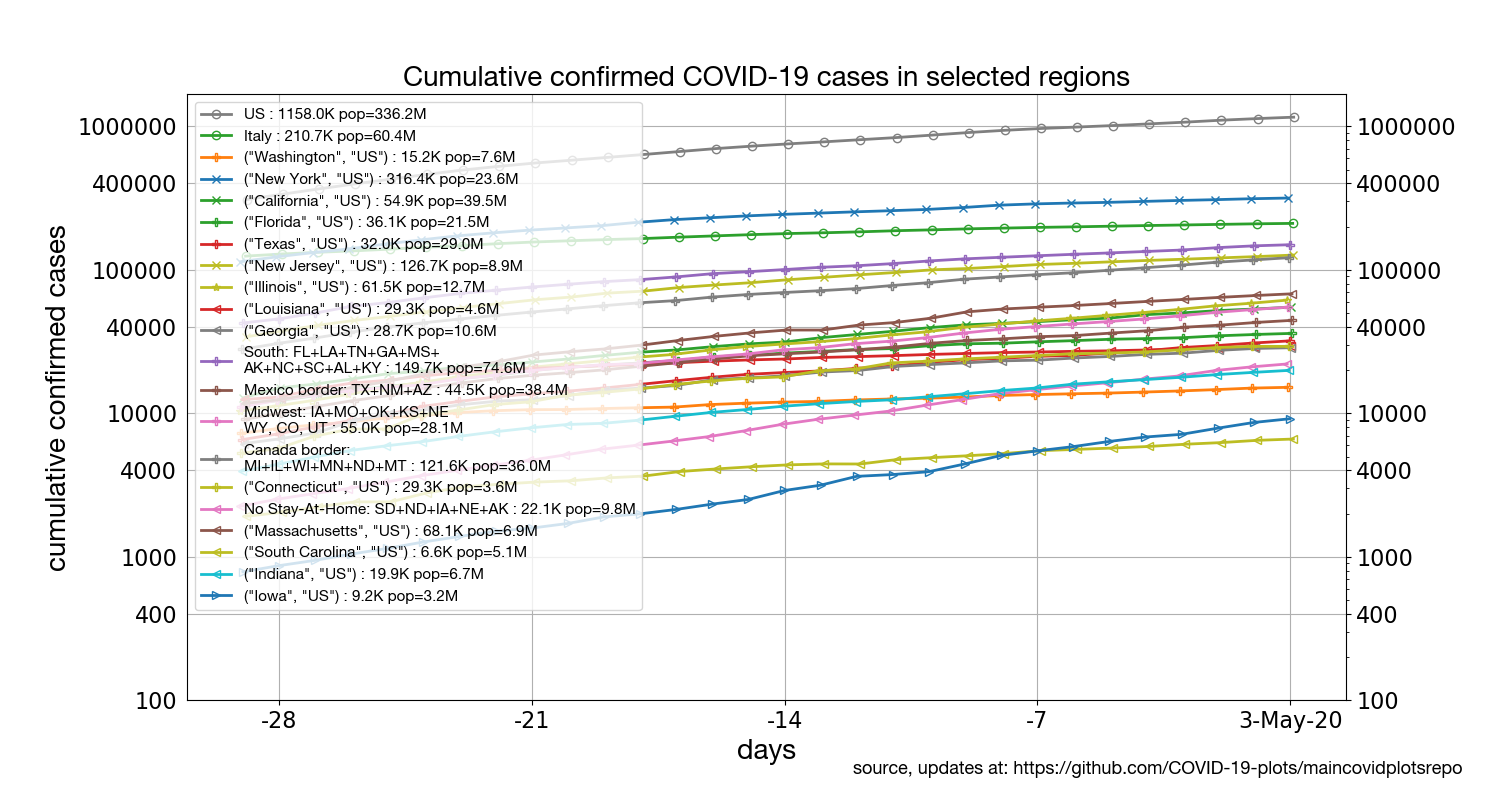 Cumulative confirmed COVID-19 cases in selected regions
cumulative confirmed cases
1000000
400000
100000
40000
10000
4000
1000
400
100
US : 1158.0K pop=336.2M
Italy : 210.7K pop=60.4M
("Washington", "US") : 15.2K pop=7.6M
("New York", "US") : 316.4K pop=23.6M
("California", "US") : 54.9K pop=39.5M
("Florida", "US") : 36.1K pop=21.5M
("Texas", "US") : 32.0K pop=29.0M
("New Jersey", "US") : 126.7K pop=8.9M
("Illinois", "US") : 61.5K pop=12.7M
("Louisiana", "US") : 29.3K pop=4.6M
("Georgia", "US") : 28.7K pop=10.6M
South: FL+LA+TN+GA+MS+
AK+NC+SC+AL+KY : 149.7K pop=74.6M
Mexico border: TX+NM+AZ : 44.5K pop=38.4M
Midwest: IA+MO+OK+KS+NE
WY, CO, UT : 55.0K pop=28.1M
Canada border:
MI+IL+WI+MN+ND+MT : 121.6K pop=36.0M
("Connecticut", "US") : 29.3K pop=3.6M
No Stay-At-Home: SD+ND+IA+NE+AK : 22.1K pop=9.8M
("Massachusetts", "US") : 68.1K pop=6.9M
("South Carolina", "US") : 6.6K pop=5.1M
("Indiana", "US") : 19.9K pop=6.7M
("Iowa", "US") : 9.2K pop=3.2M
1000000
400000
100000
40000
10000
4000
1000
400
100
-28
-21
-14
-7
3-May-20
days
source, updates at: https://github.com/COVID-19-plots/maincovidplotsrepo